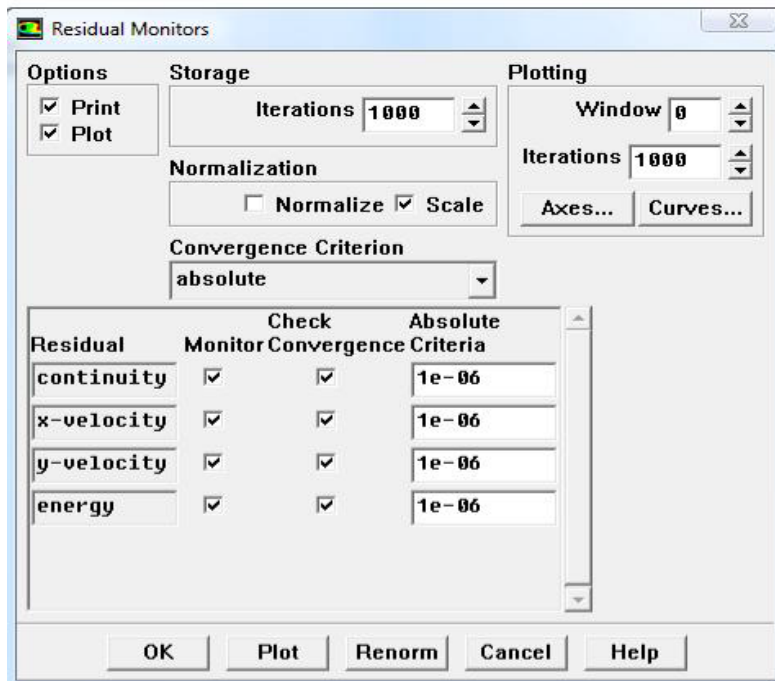 Residual Monitors
Options
Print
Plot
Storage
Iterations 1000
Normalization
Normalize Scale
Convergence Criterion
absolute
Plotting
Window 0
Iterations 1000
Axes... Curves...
Check Absolute
Residual Monitor Convergence Criteria
continuity 1e-06
x-velocity 1e-06
y-velocity 1e-06
energy 1e-06
OK Plot Renorm Cancel Help